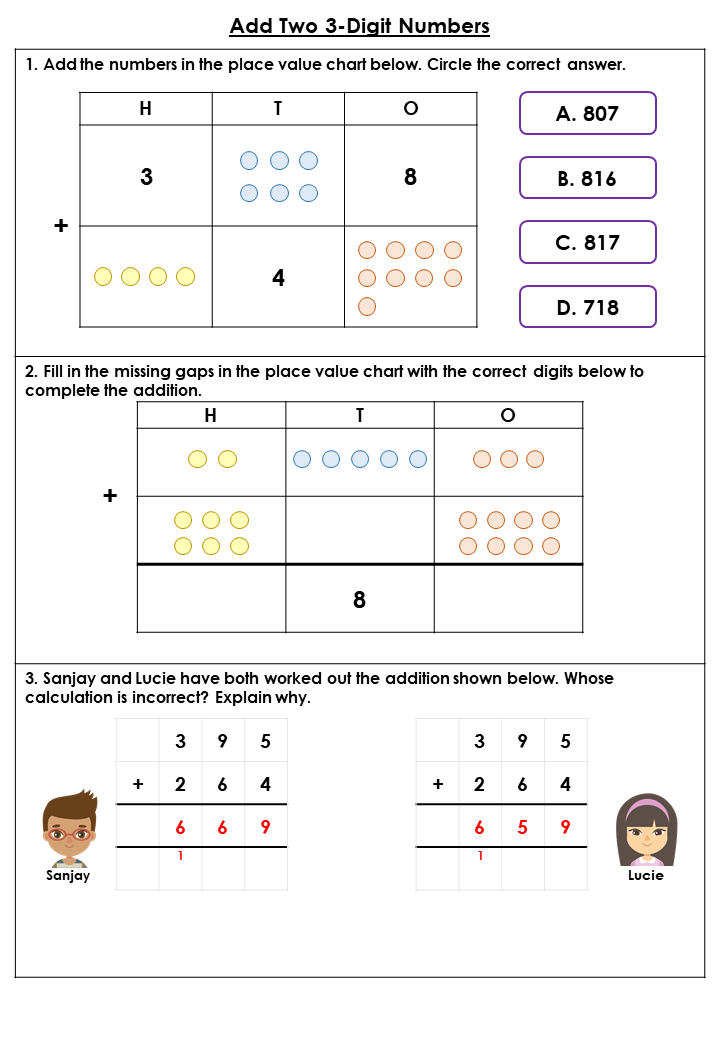 Add Two 3-Digit Numbers
1. Add the numbers in the place value chart below. Circle the correct answer.
H T O
3 8
+
4
A. 807
B. 816
C. 817
D. 718
2. Fill in the missing gaps in the place value chart with the correct digits below to
complete the addition.
H T O
+
8
3. Sanjay and Lucie have both worked out the addition shown below. Whose
calculation is incorrect? Explain why.
3 9 5
+ 2 6 4
6 6 9
1
Sanjay
3 9 5
+ 2 6 4
6 5 9
1
Lucie